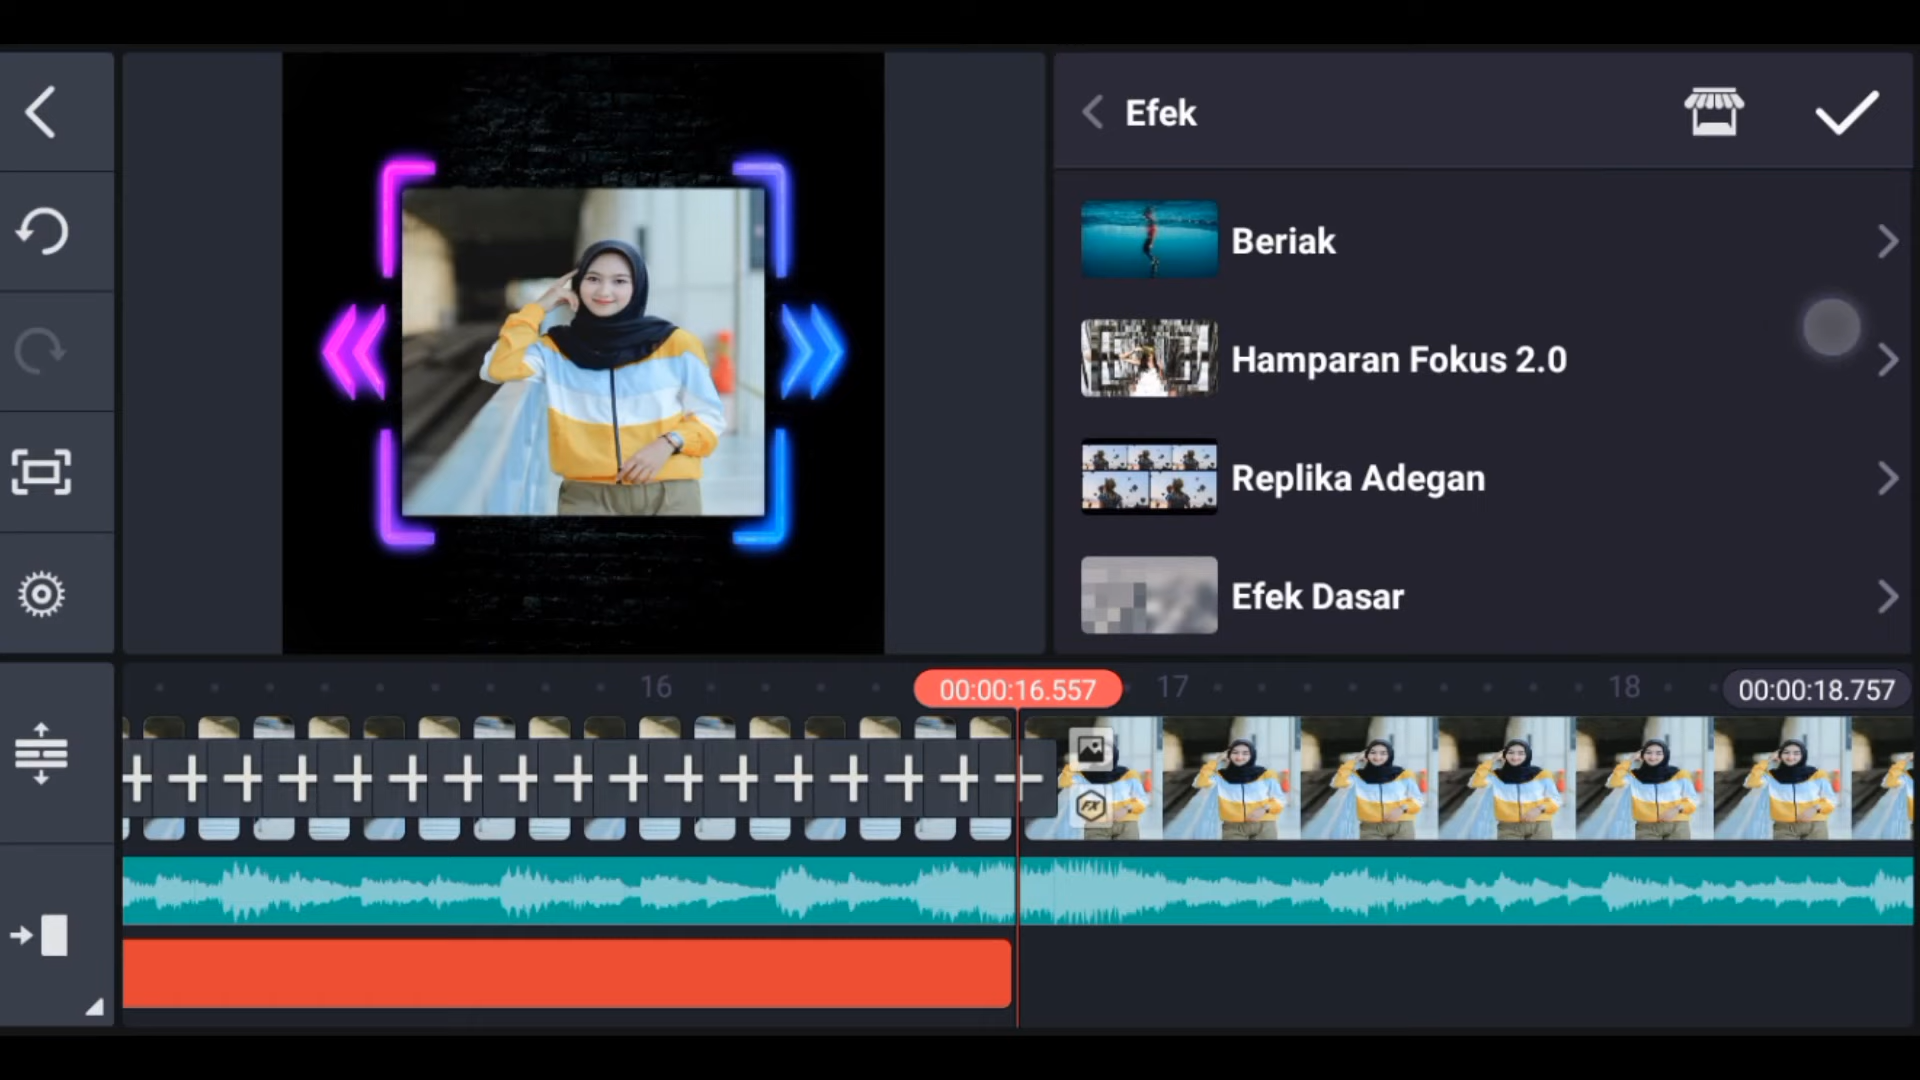 Efek
Beriak
Hamparan Fokus 2.0
Replika Adegan
Efek Dasar
16
00:00:16.557
17
18
00:00:18.757
FX